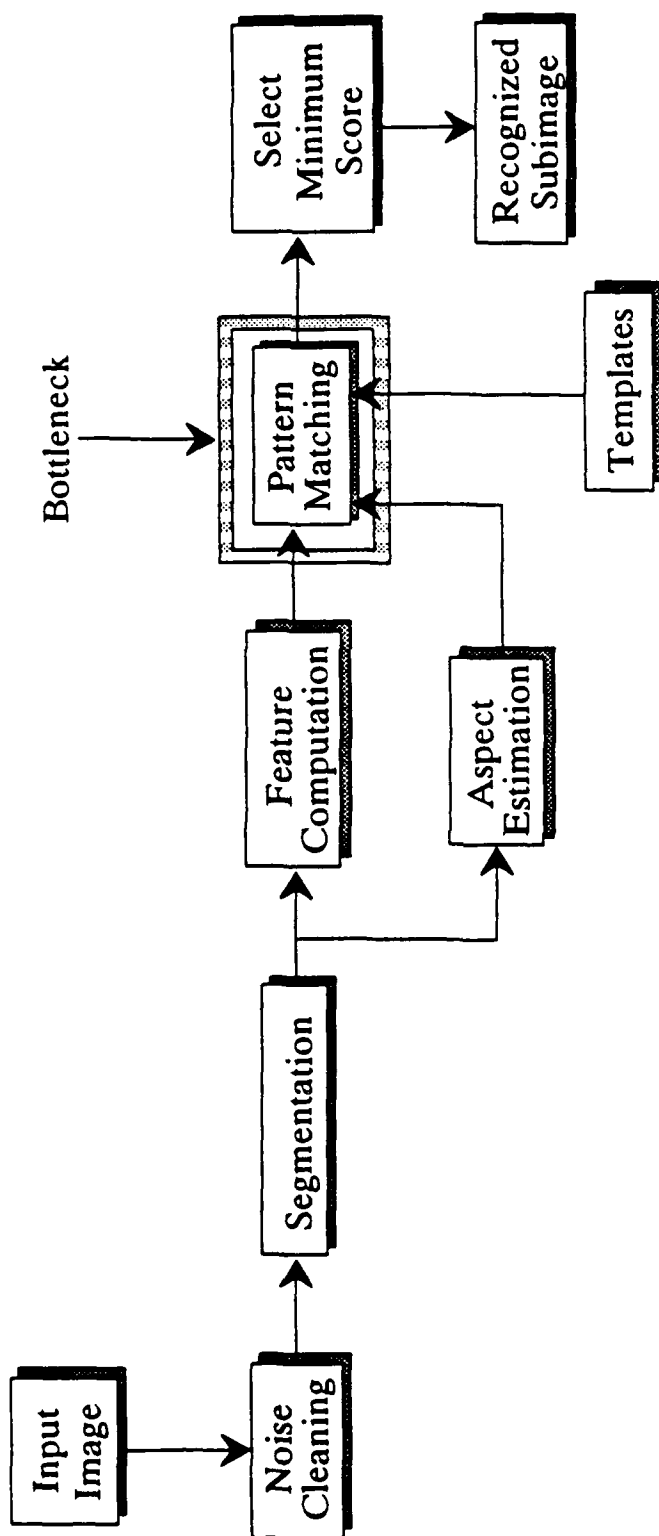 Input
Image
Noise
Cleaning
Segmentation
Feature
Computation
Aspect
Estimation
Bottleneck
Pattern
Matching
Templates
Select
Minimum
Score
Recognized
Subimage